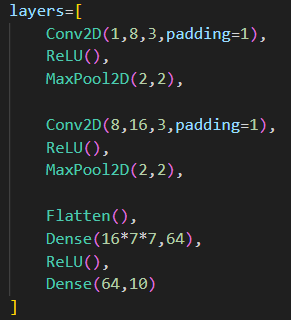 layers=[
Conv2D(1,8,3,padding=1),
ReLU(),
MaxPool2D(2,2),
Conv2D(8,16,3,padding=1),
ReLU(),
MaxPool2D(2,2),
Flatten(),
Dense(16*7*7,64),
ReLU(),
Dense(64,10)
]